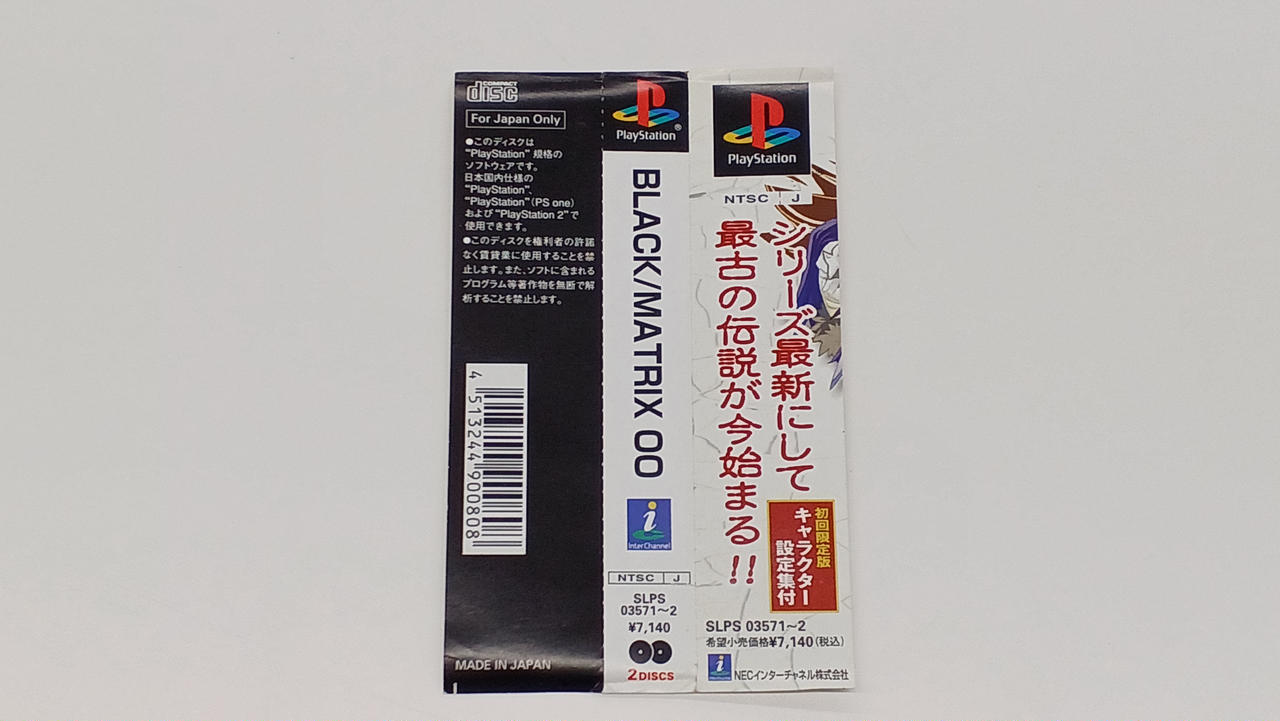 COMPACT
disc
For Japan Only
●このディスクは
"PlayStation" 規格の
ソフトウェアです。
日本国内仕様の
"PlayStation"、
"PlayStation" (PS one)
および"PlayStation 2"で
使用できます。
●このディスクを権利者の許諾
なく賃貸業に使用することを禁
止します。また、ソフトに含まれる
プログラム等著作物を無断で解
析することを禁止します。
4 513244 900808
MADE IN JAPAN
PlayStation®
BLACK/MATRIX OO
i
InterChannel
NTSC J
SLPS
03571〜2
¥7,140
2 DISCS
PlayStation
NTSC J
シリーズ最新にして
最古の伝説が今始まる!!
初回限定版
キャラクター
設定集付
SLPS 03571〜2
希望小売価格¥7,140(税込)
i
NECインターチャネル株式会社